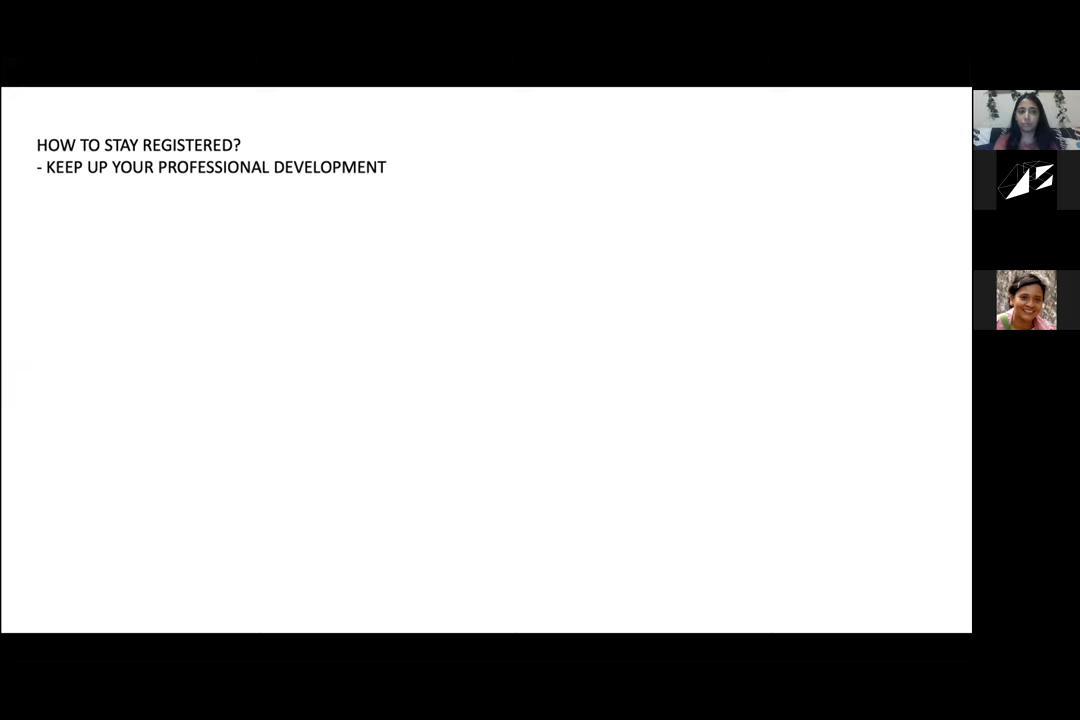 HOW TO STAY REGISTERED?
- KEEP UP YOUR PROFESSIONAL DEVELOPMENT